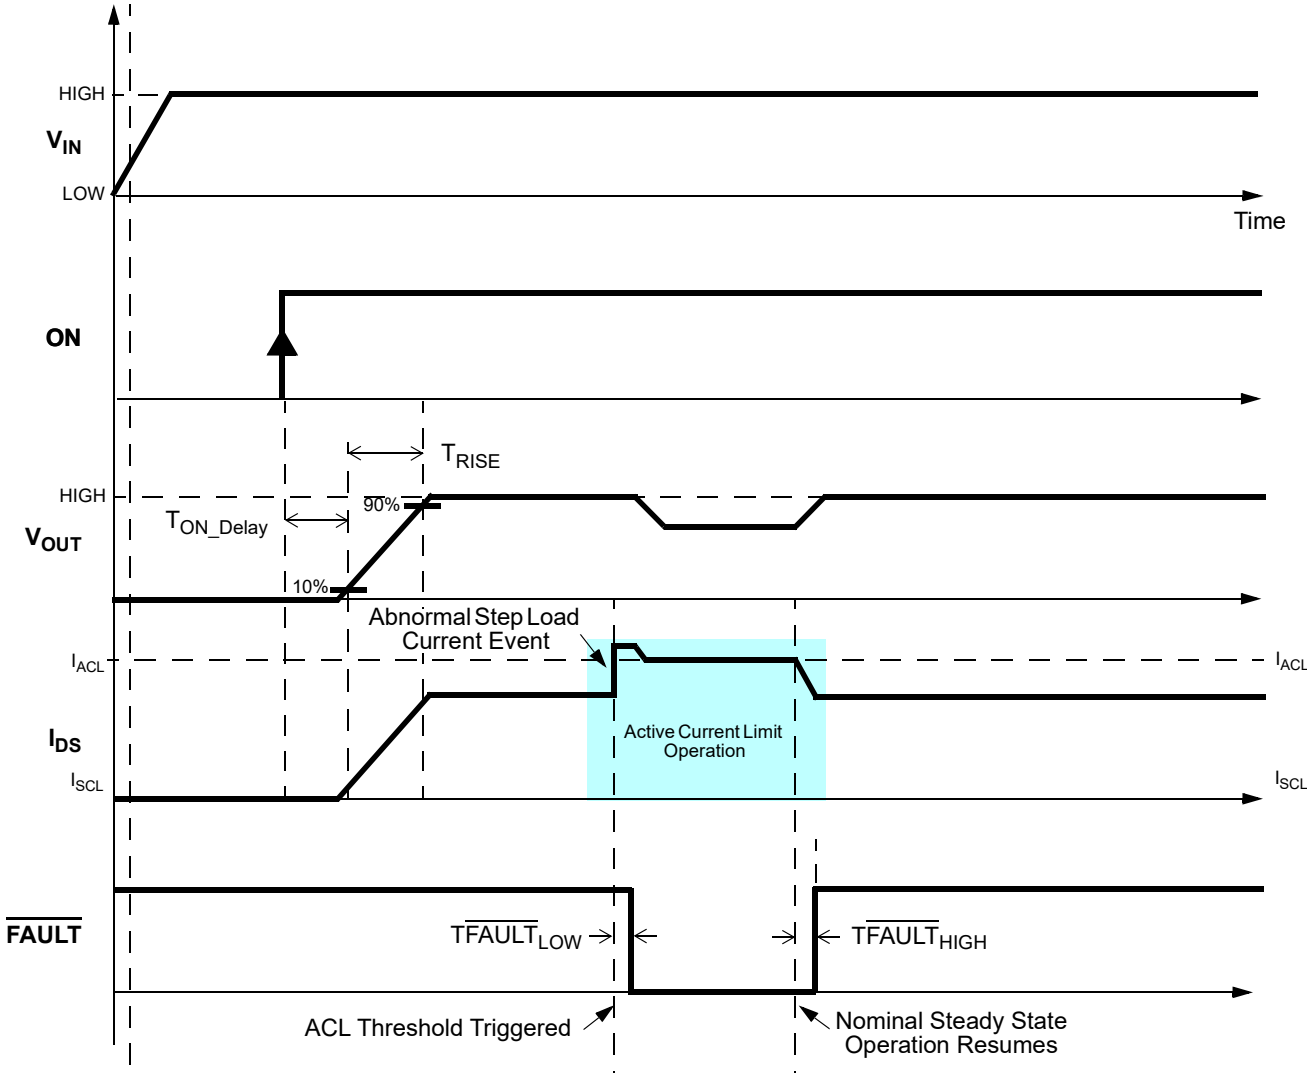 HIGH
VIN
LOW
Time
ON
TRISE
HIGH
90%
TON_Delay
VOUT
10%
Abnormal Step Load
Current Event
IACL
IACL
Active Current Limit
Operation
IDS
ISCL
ISCL
FAULT
TFAULTLOW
TFAULTHIGH
ACL Threshold Triggered
Nominal Steady State
Operation Resumes